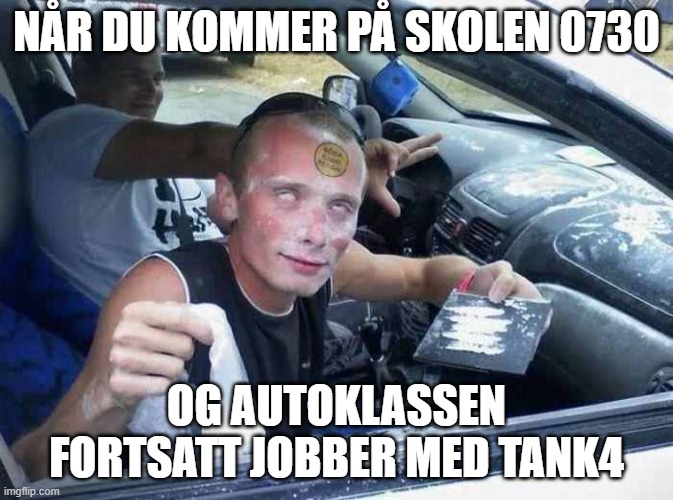 NÅR DU KOMMER PÅ SKOLEN 0730
OG AUTOKLASSEN
FORTSATT JOBBER MED TANK4
imgflip.com